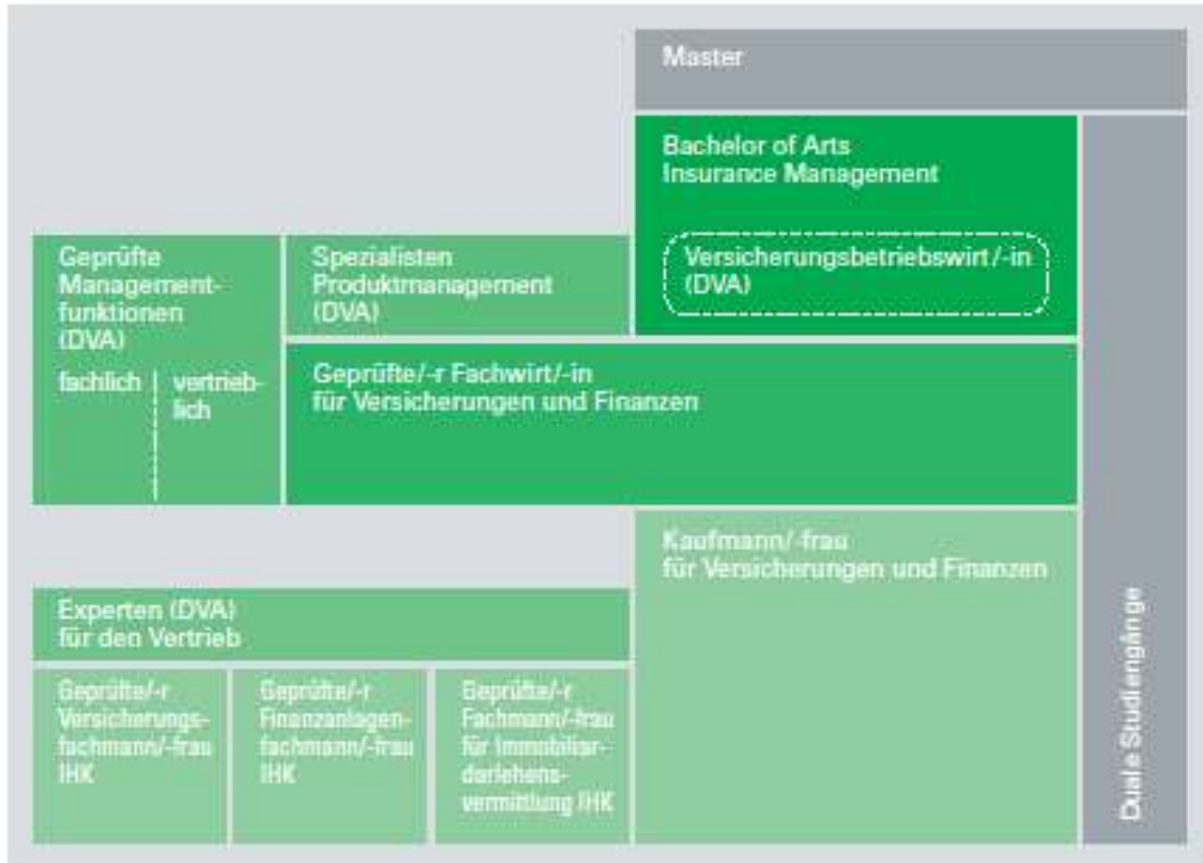 Master
Bachelor of Arts
Insurance Management
Versicherungsbetriebswirt/-in
(DVA)
Geprüfte
Management-
funktionen
(DVA)
fachlich
vertrieb-
lich
Spezialisten
Produktmanagement
(DVA)
Geprüfte/-r Fachwirt/-in
für Versicherungen und Finanzen
Kaufmann/-frau
für Versicherungen und Finanzen
Experten (DVA)
für den Vertrieb
Geprüfte/-r
Versicherungs-
fachmann/-frau
IHK
Geprüfte/-r
Finanzanlagen-
fachmann/-frau
IHK
Geprüfte/-r
Fachmann/-frau
für Immobiliar-
darlehens-
vermittlung IHK
Duale Studiengänge